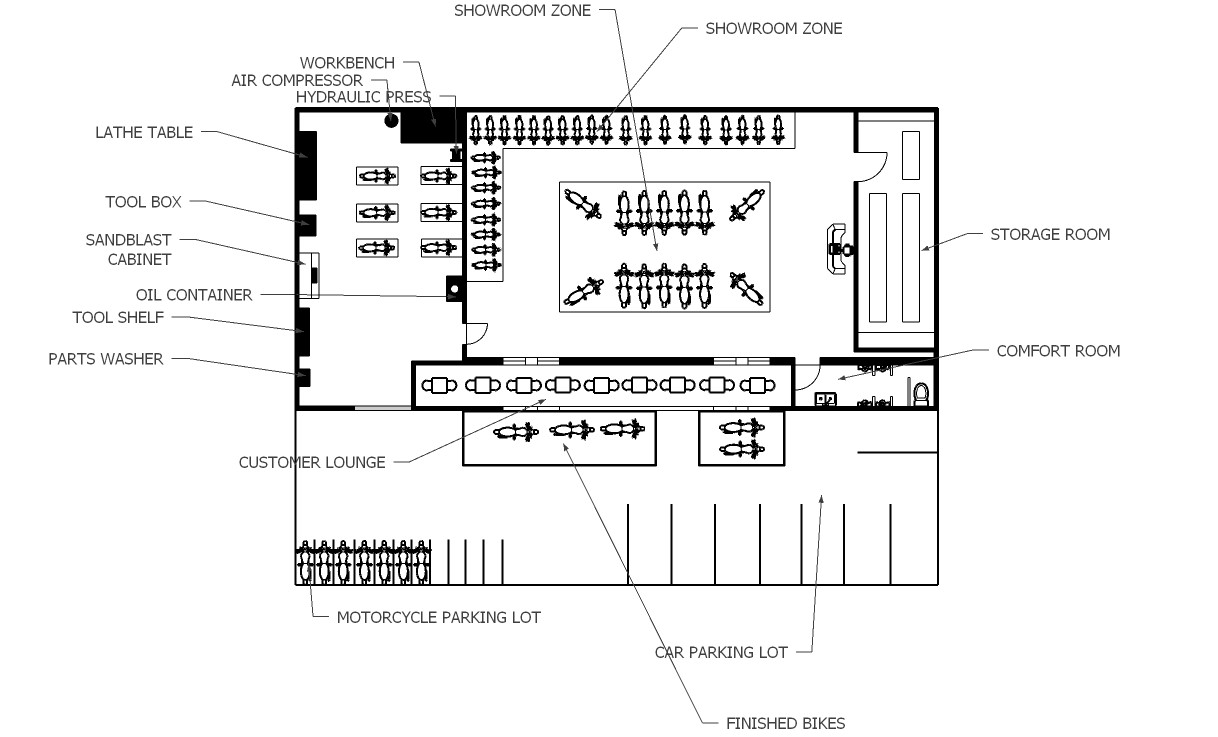 SHOWROOM ZONE
SHOWROOM ZONE
WORKBENCH
AIR COMPRESSOR
HYDRAULIC PRESS
LATHE TABLE
TOOL BOX
SANDBLAST
CABINET
STORAGE ROOM
OIL CONTAINER
TOOL SHELF
PARTS WASHER
COMFORT ROOM
CUSTOMER LOUNGE
MOTORCYCLE PARKING LOT
CAR PARKING LOT
FINISHED BIKES